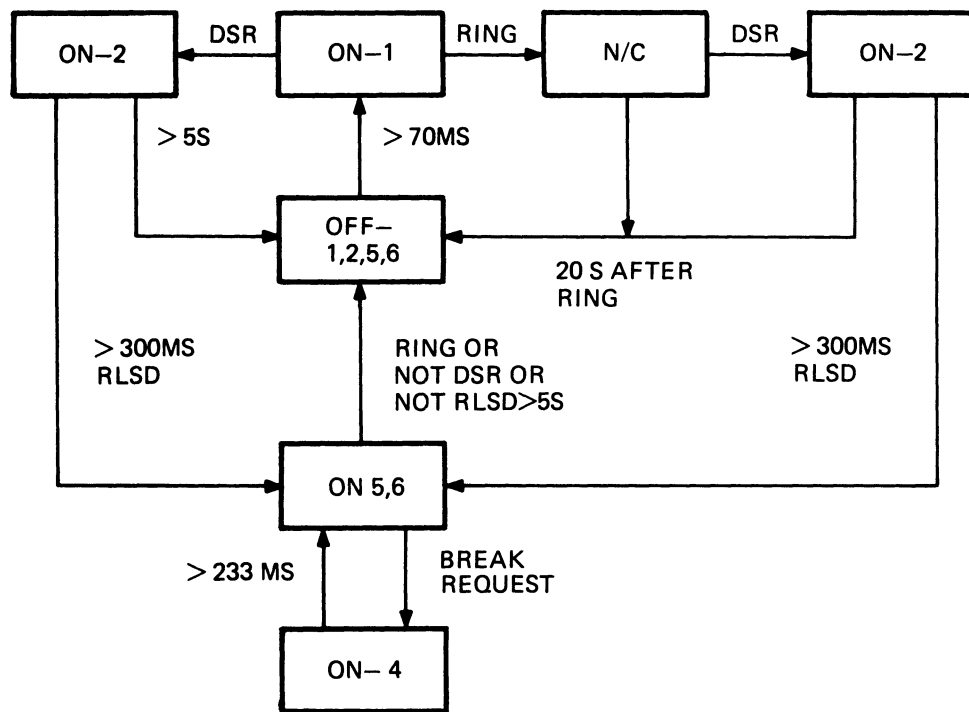 ON–2
DSR
ON–1
RING
N/C
DSR
ON–2
> 5S
> 70MS
OFF–
1,2,5,6
20 S AFTER
RING
> 300MS
RLSD
RING OR
NOT DSR OR
NOT RLSD>5S
> 300MS
RLSD
ON 5,6
> 233 MS
BREAK
REQUEST
ON– 4